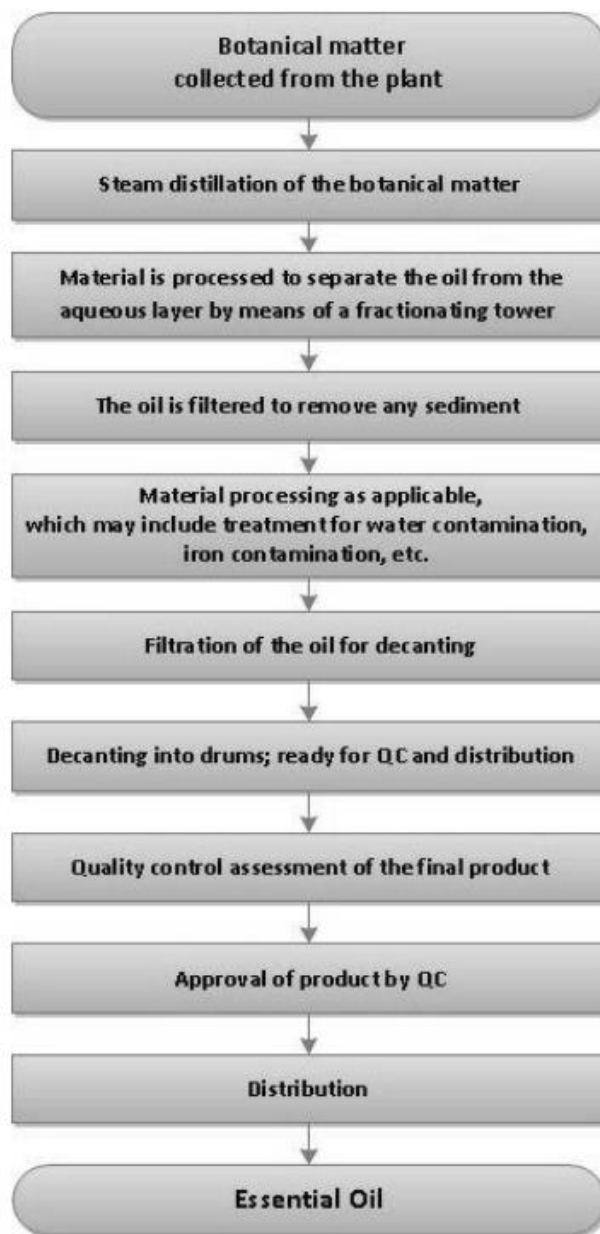 Botanical matter
collected from the plant
Steam distillation of the botanical matter
Material is processed to separate the oil from the
aqueous layer by means of a fractionating tower
The oil is filtered to remove any sediment
Material processing as applicable,
which may include treatment for water contamination,
iron contamination, etc.
Filtration of the oil for decanting
Decanting into drums; ready for QC and distribution
Quality control assessment of the final product
Approval of product by QC
Distribution
Essential Oil